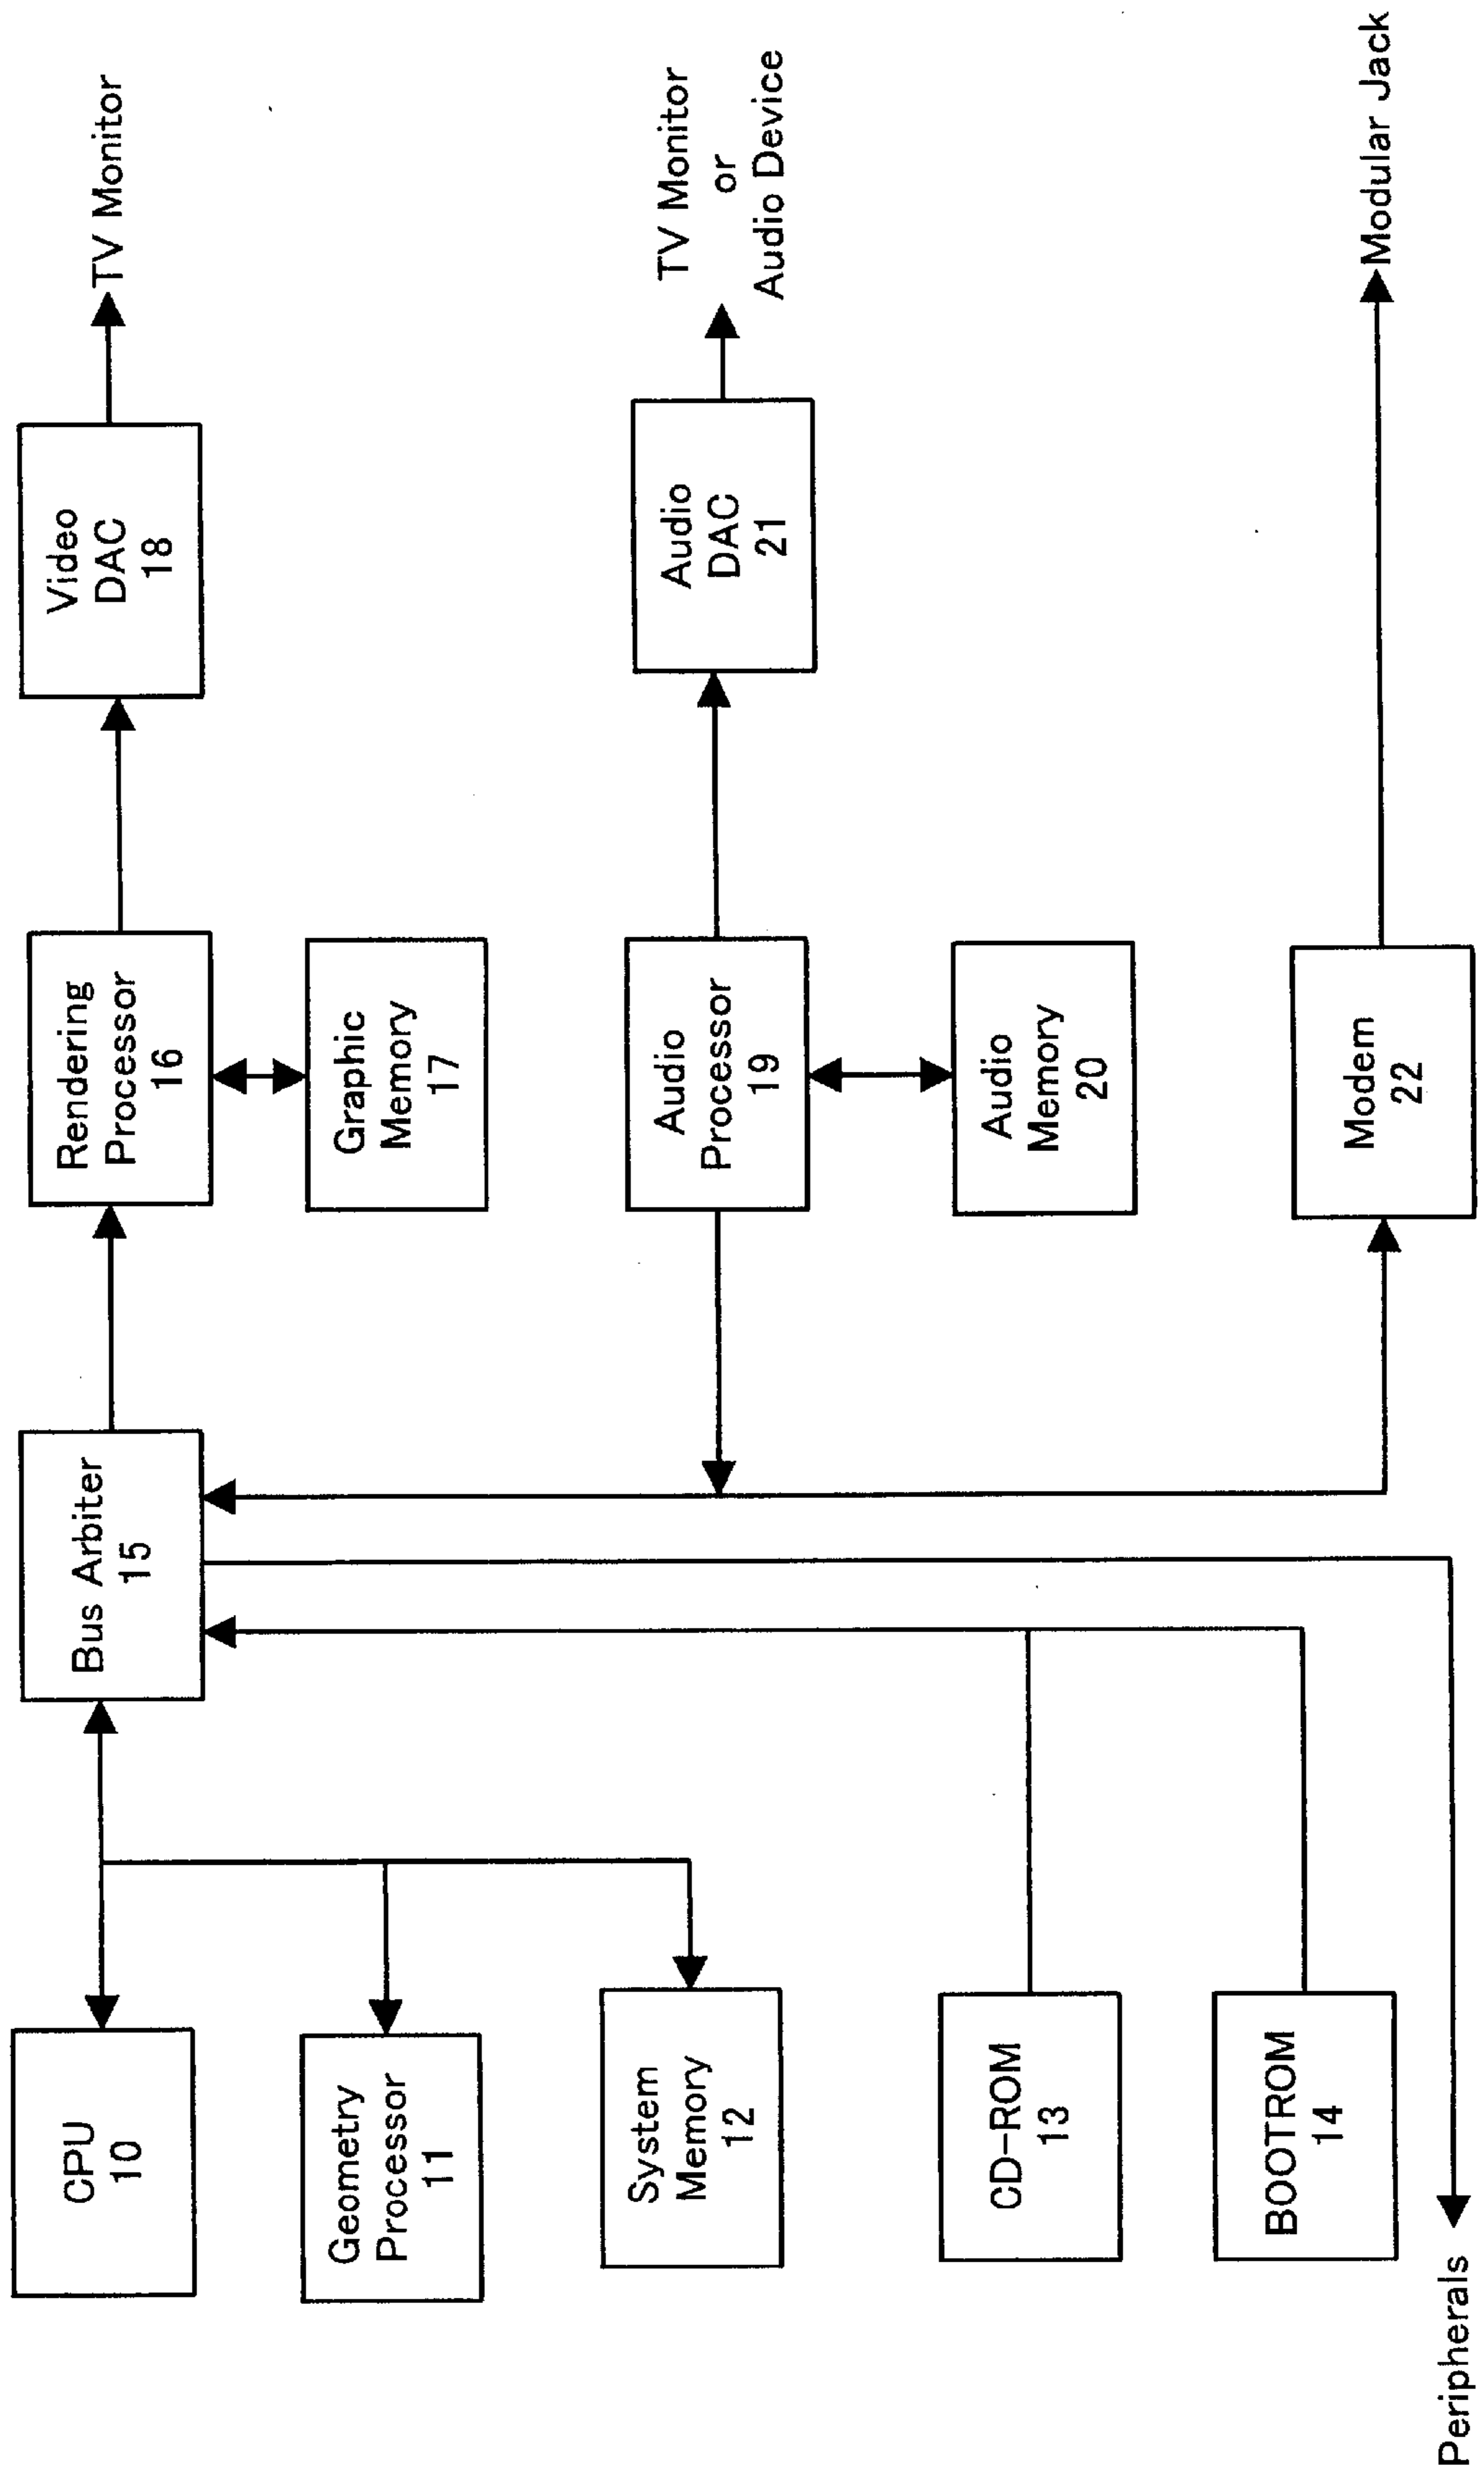 CPU
10
Geometry
Processor
11
System
Memory
12
CD-ROM
13
BOOTROM
14
Peripherals
Bus Arbiter
15
Rendering
Processor
16
Graphic
Memory
17
Audio
Processor
19
Audio
Memory
20
Modem
22
Video
DAC
18
Audio
DAC
21
TV Monitor
TV Monitor
or
Audio Device
Modular Jack